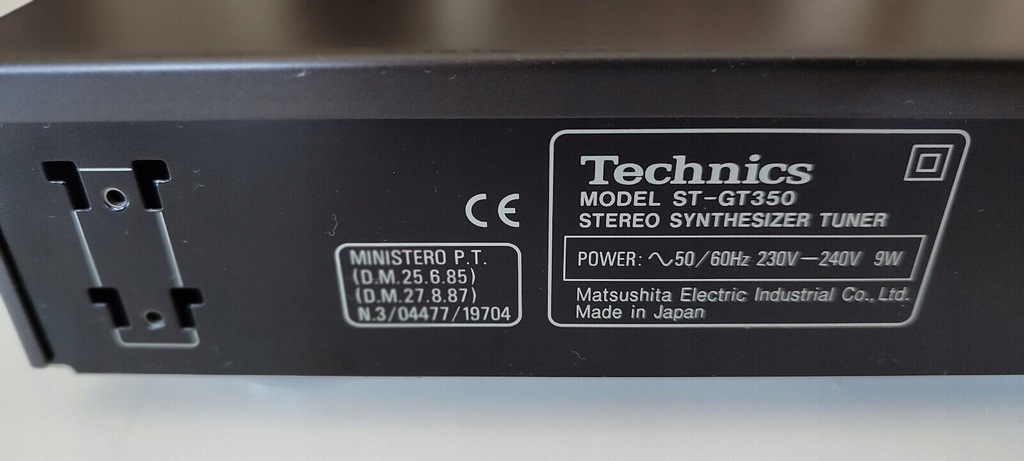 CE
MINISTERO P.T.
(D.M.25.6.85)
(D.M.27.8.87)
N.3/04477/19704
Technics
MODEL ST-GT350
STEREO SYNTHESIZER TUNER
POWER: ∿50/60Hz 230V—240V 9W
Matsushita Electric Industrial Co., Ltd.
Made in Japan